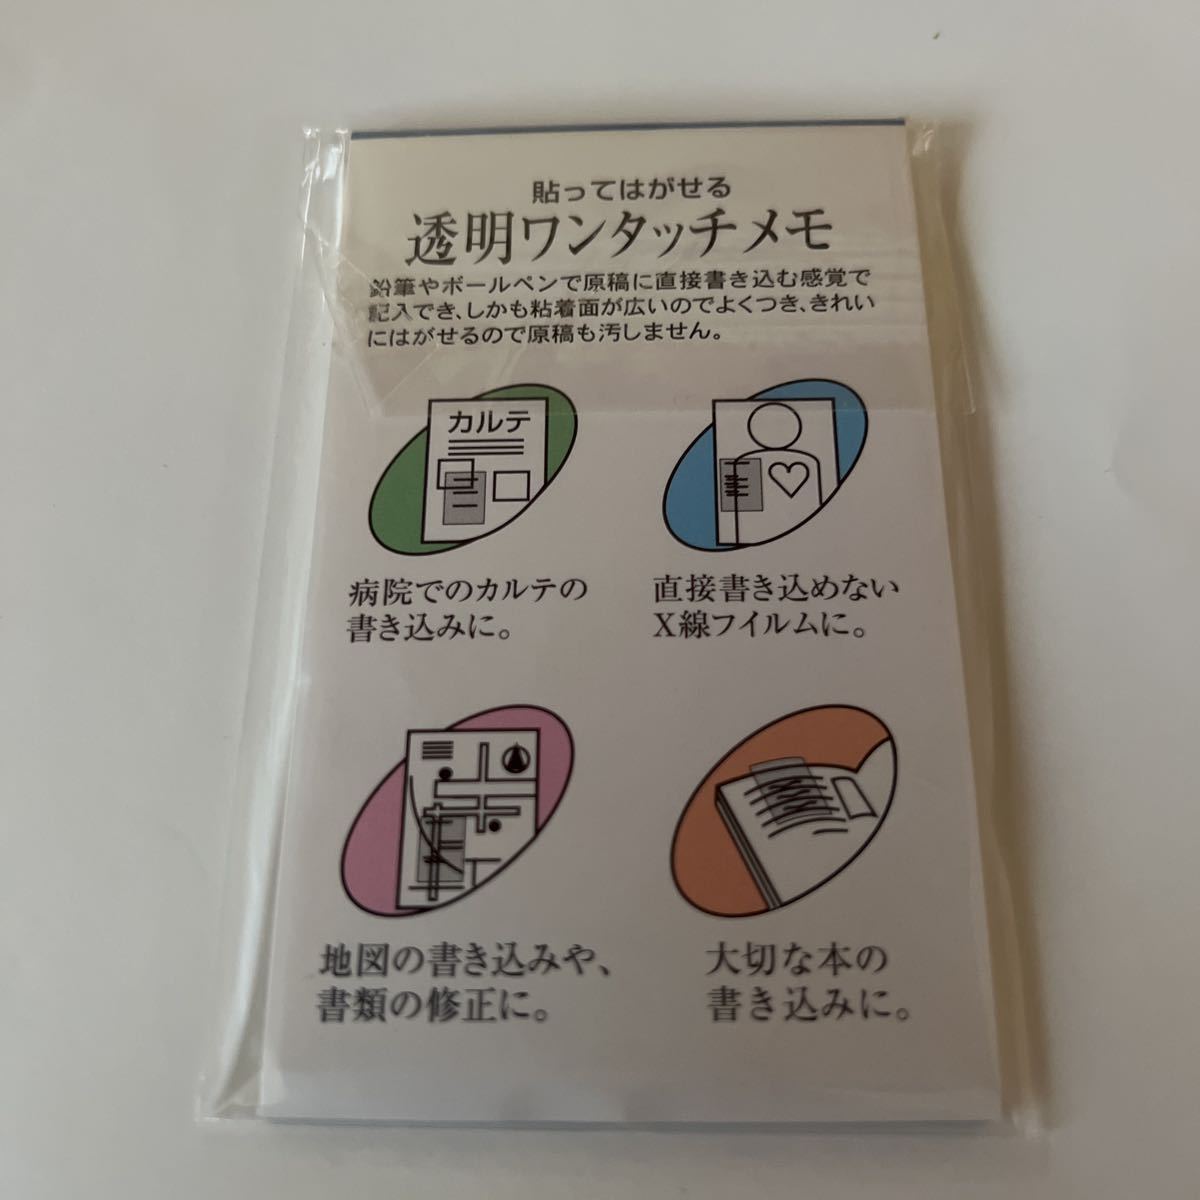 貼ってはがせる
透明ワンタッチメモ
鉛筆やボールペンで原稿に直接書き込む感覚で
記入でき、しかも粘着面が広いのでよくつき、きれい
にはがせるので原稿も汚しません。
カルテ
病院でのカルテの
書き込みに。
直接書き込めない
X線フイルムに。
地図の書き込みや、
書類の修正に。
大切な本の
書き込みに。